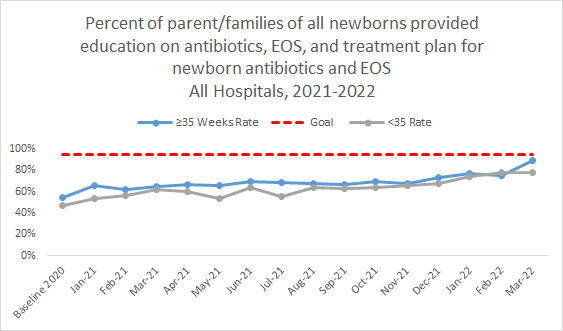 Percent of parent/families of all newborns provided
education on antibiotics, EOS, and treatment plan for
newborn antibiotics and EOS
All Hospitals, 2021-2022
≥35 Weeks Rate Goal <35 Rate
100%
80%
60%
40%
20%
0%
Baseline 2020 Jan-21 Feb-21 Mar-21 Apr-21 May-21 Jun-21 Jul-21 Aug-21 Sep-21 Oct-21 Nov-21 Dec-21 Jan-22 Feb-22 Mar-22